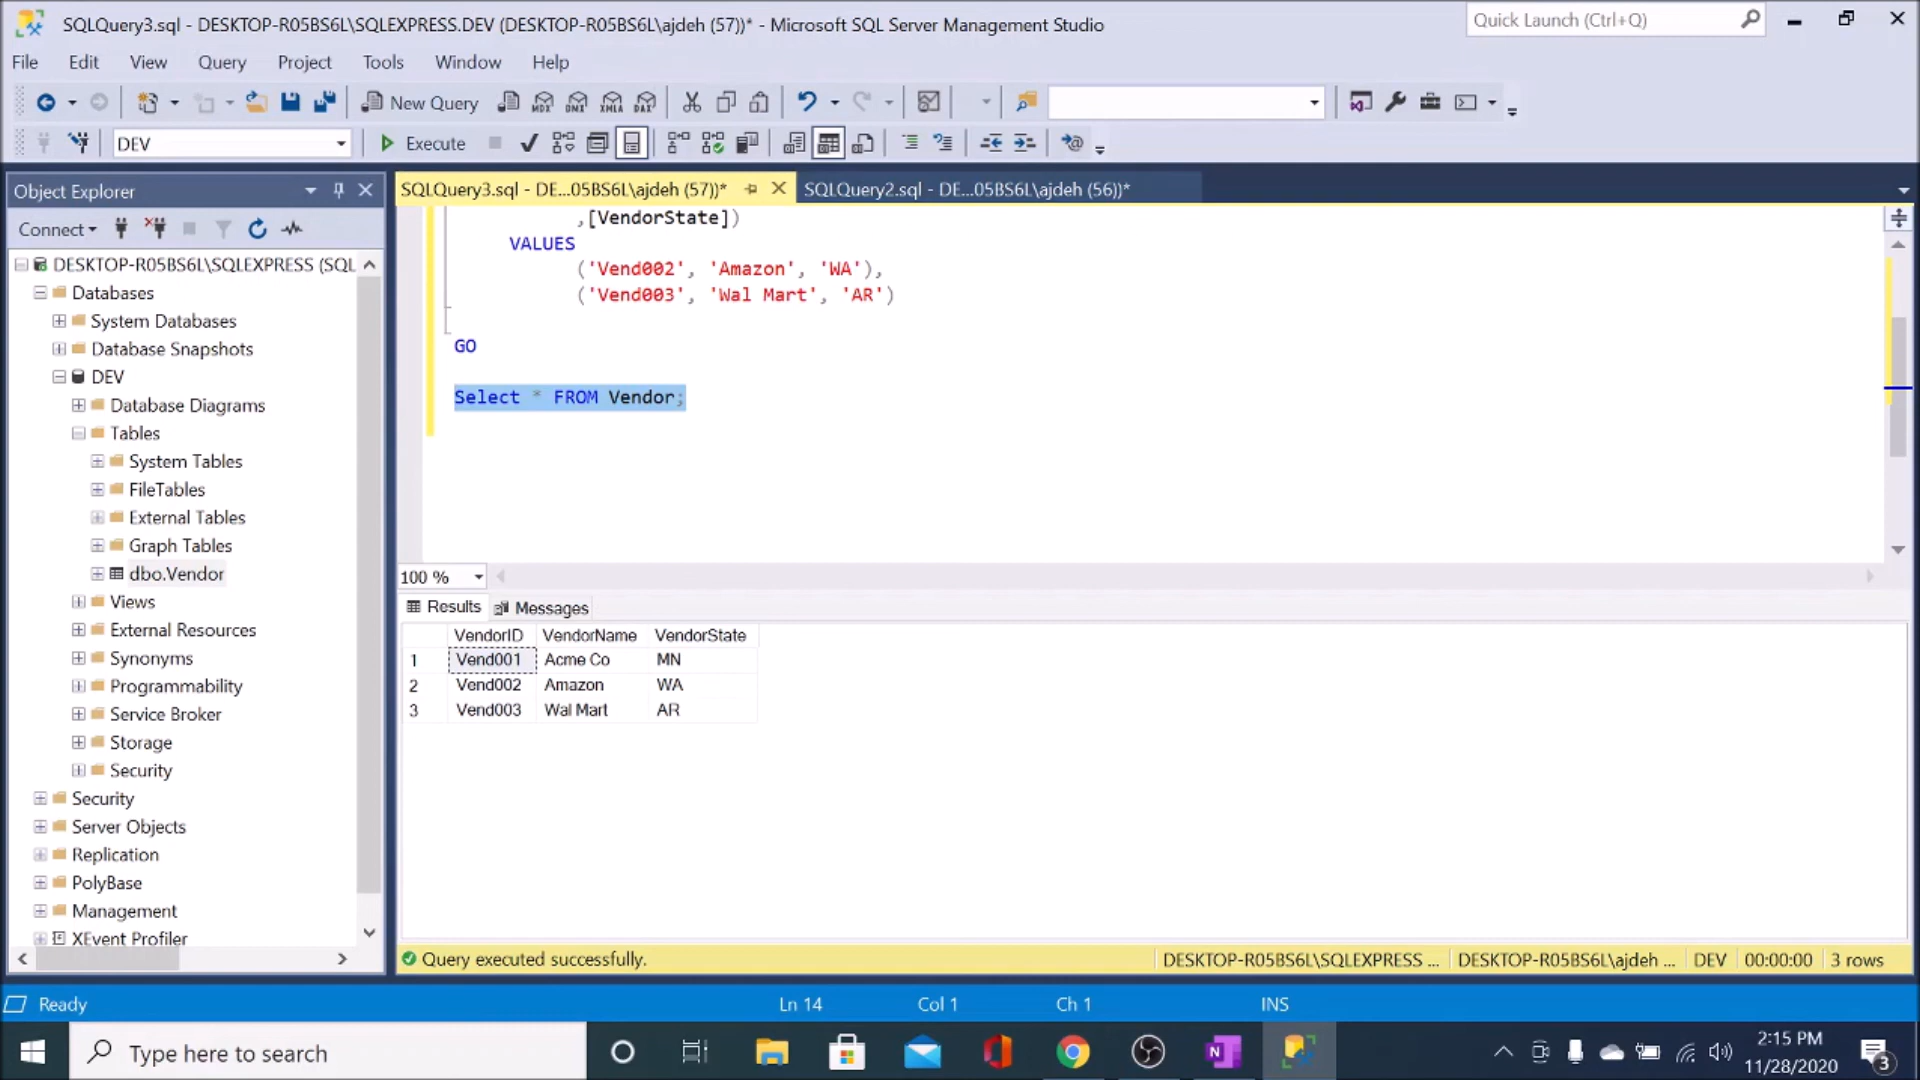 SQLQuery3.sql - DESKTOP-R05BS6L\SQLEXPRESS.DEV (DESKTOP-R05BS6L\ajdeh (57))* - Microsoft SQL Server Management Studio
Quick Launch (Ctrl+Q)
File Edit View Query Project Tools Window Help
New Query MDX DMX XMLA DAX
DEV Execute
Object Explorer
SQLQuery3.sql - DE...05BS6L\ajdeh (57))*
SQLQuery2.sql - DE...05BS6L\ajdeh (56))*
Connect
DESKTOP-R05BS6L\SQLEXPRESS (SQL
Databases
System Databases
Database Snapshots
DEV
Database Diagrams
Tables
System Tables
FileTables
External Tables
Graph Tables
dbo.Vendor
Views
External Resources
Synonyms
Programmability
Service Broker
Storage
Security
Security
Server Objects
Replication
PolyBase
Management
XEvent Profiler
,[VendorState])
VALUES
('Vend002', 'Amazon', 'WA'),
('Vend003', 'Wal Mart', 'AR')
GO
Select * FROM Vendor;
100 %
Results Messages
VendorID VendorName VendorState
1 Vend001 Acme Co MN
2 Vend002 Amazon WA
3 Vend003 Wal Mart AR
Query executed successfully.
DESKTOP-R05BS6L\SQLEXPRESS ... DESKTOP-R05BS6L\ajdeh ... DEV 00:00:00 3 rows
Ready Ln 14 Col 1 Ch 1 INS
Type here to search
N
2:15 PM
11/28/2020
3